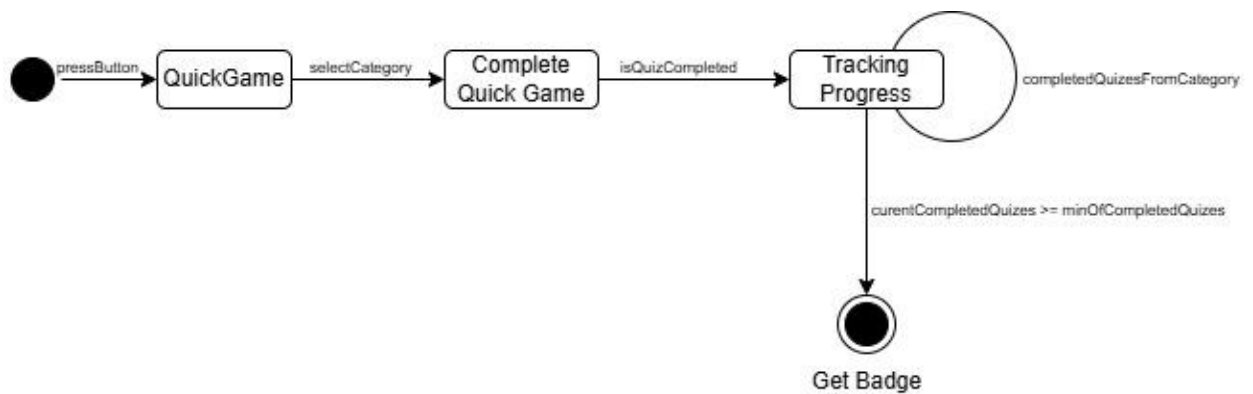 pressButton
QuickGame
selectCategory
Complete
Quick Game
isQuizCompleted
Tracking
Progress
completedQuizesFromCategory
curentCompletedQuizes >= minOfCompletedQuizes
Get Badge